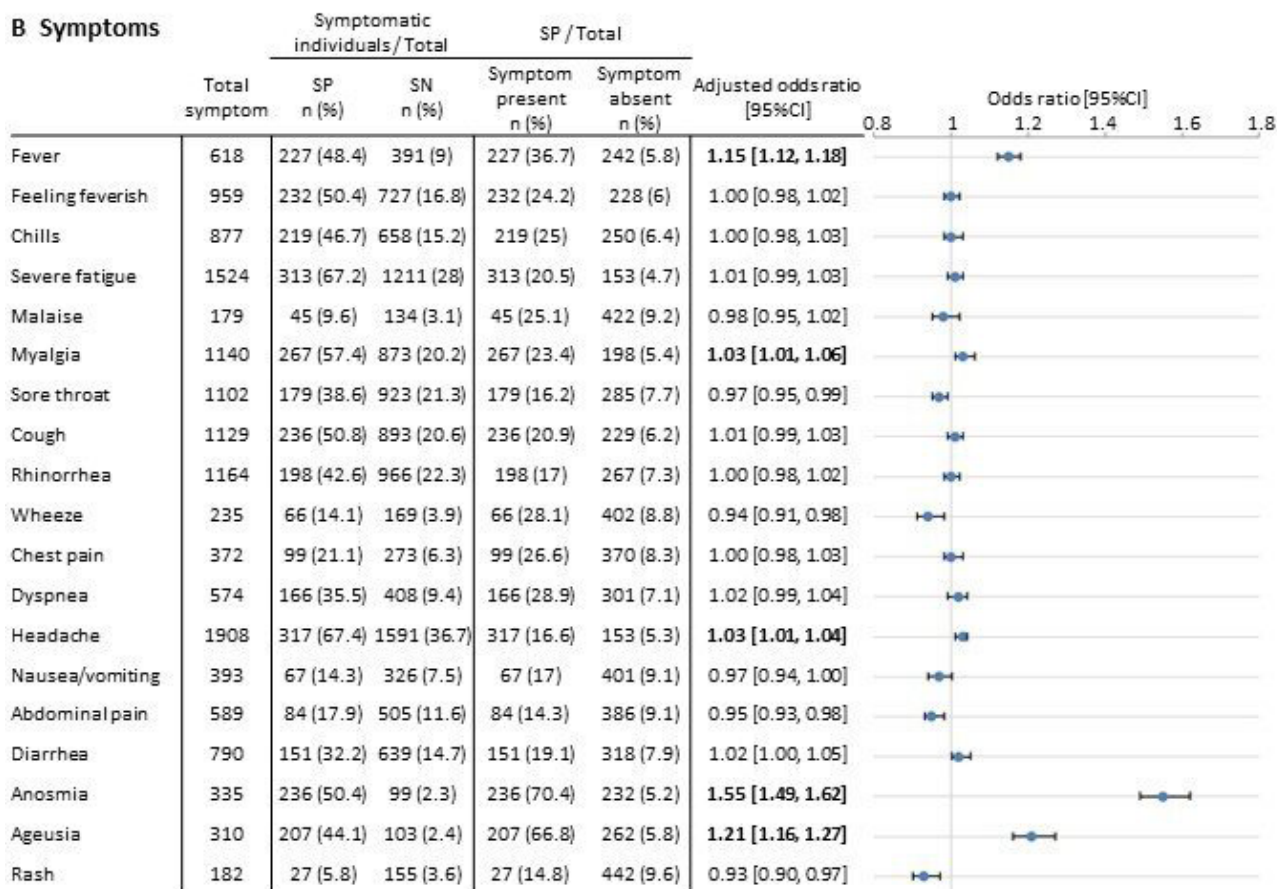 B Symptoms
Symptomatic individuals / Total
SP / Total
Total symptom
SP n (%)
SN n (%)
Symptom present n (%)
Symptom absent n (%)
Adjusted odds ratio [95%CI]
Odds ratio [95%CI]
0.8 1 1.2 1.4 1.6 1.8
Fever 618 227 (48.4) 391 (9) 227 (36.7) 242 (5.8) 1.15 [1.12, 1.18]
Feeling feverish 959 232 (50.4) 727 (16.8) 232 (24.2) 228 (6) 1.00 [0.98, 1.02]
Chills 877 219 (46.7) 658 (15.2) 219 (25) 250 (6.4) 1.00 [0.98, 1.03]
Severe fatigue 1524 313 (67.2) 1211 (28) 313 (20.5) 153 (4.7) 1.01 [0.99, 1.03]
Malaise 179 45 (9.6) 134 (3.1) 45 (25.1) 422 (9.2) 0.98 [0.95, 1.02]
Myalgia 1140 267 (57.4) 873 (20.2) 267 (23.4) 198 (5.4) 1.03 [1.01, 1.06]
Sore throat 1102 179 (38.6) 923 (21.3) 179 (16.2) 285 (7.7) 0.97 [0.95, 0.99]
Cough 1129 236 (50.8) 893 (20.6) 236 (20.9) 229 (6.2) 1.01 [0.99, 1.03]
Rhinorrhea 1164 198 (42.6) 966 (22.3) 198 (17) 267 (7.3) 1.00 [0.98, 1.02]
Wheeze 235 66 (14.1) 169 (3.9) 66 (28.1) 402 (8.8) 0.94 [0.91, 0.98]
Chest pain 372 99 (21.1) 273 (6.3) 99 (26.6) 370 (8.3) 1.00 [0.98, 1.03]
Dyspnea 574 166 (35.5) 408 (9.4) 166 (28.9) 301 (7.1) 1.02 [0.99, 1.04]
Headache 1908 317 (67.4) 1591 (36.7) 317 (16.6) 153 (5.3) 1.03 [1.01, 1.04]
Nausea/vomiting 393 67 (14.3) 326 (7.5) 67 (17) 401 (9.1) 0.97 [0.94, 1.00]
Abdominal pain 589 84 (17.9) 505 (11.6) 84 (14.3) 386 (9.1) 0.95 [0.93, 0.98]
Diarrhea 790 151 (32.2) 639 (14.7) 151 (19.1) 318 (7.9) 1.02 [1.00, 1.05]
Anosmia 335 236 (50.4) 99 (2.3) 236 (70.4) 232 (5.2) 1.55 [1.49, 1.62]
Ageusia 310 207 (44.1) 103 (2.4) 207 (66.8) 262 (5.8) 1.21 [1.16, 1.27]
Rash 182 27 (5.8) 155 (3.6) 27 (14.8) 442 (9.6) 0.93 [0.90, 0.97]